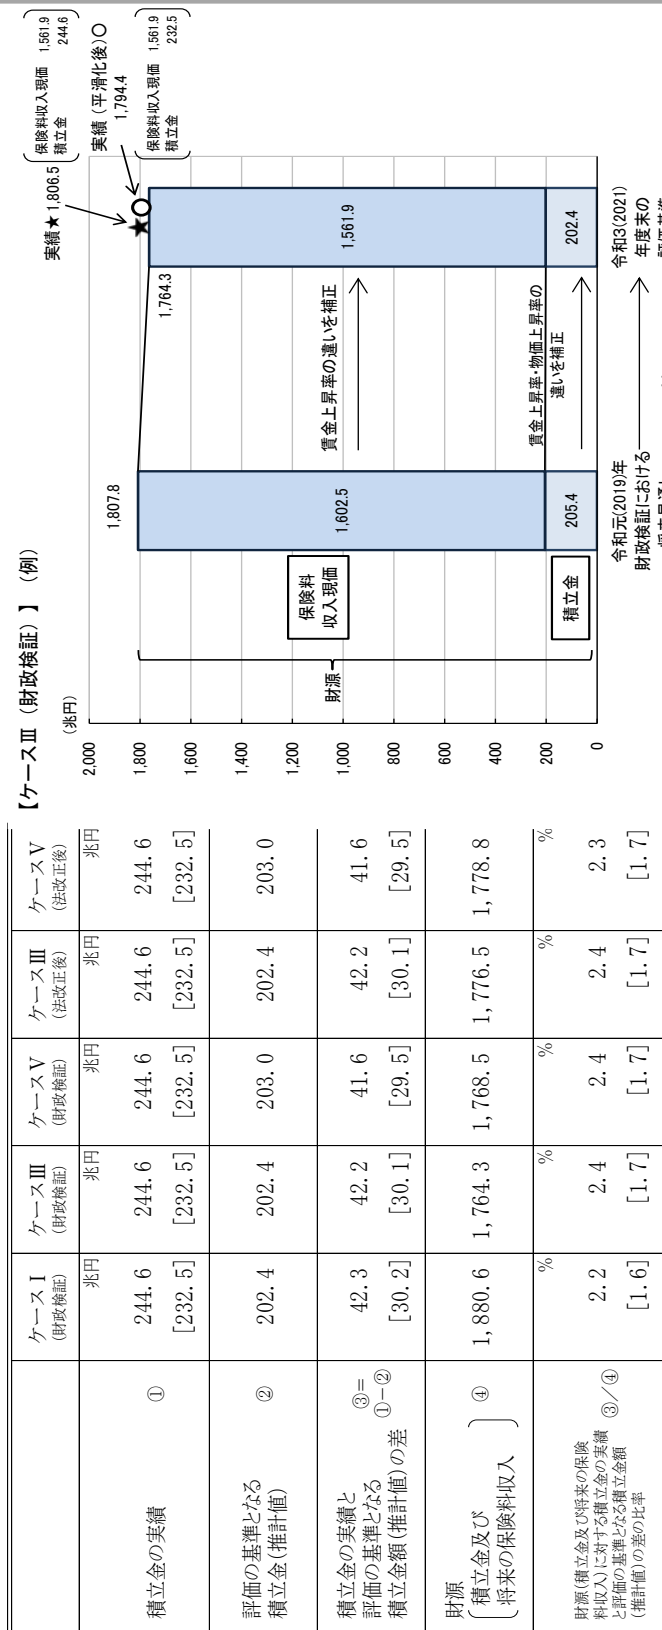 ケースⅠ
(財政検証)
ケースⅢ
(財政検証)
ケースⅤ
(財政検証)
ケースⅢ
(法改正後)
ケースⅤ
(法改正後)
兆円 兆円 兆円 兆円 兆円
積立金の実績 ① 244.6 244.6 244.6 244.6 244.6
[232.5] [232.5] [232.5] [232.5] [232.5]
評価の基準となる
積立金(推計値) ② 202.4 202.4 203.0 202.4 203.0
積立金の実績と
評価の基準となる
積立金額(推計値)の差
③=
①−②
42.3 42.2 41.6 42.2 41.6
[30.2] [30.1] [29.5] [30.1] [29.5]
財源
積立金及び
将来の保険料収入
④ 1,880.6 1,764.3 1,768.5 1,776.5 1,778.8
% % % % %
財源(積立金及び将来の保険
料収入)に対する積立金の実績
と評価の基準となる積立金額
(推計値)の差の比率
③／④
2.2 2.4 2.4 2.4 2.3
[1.6] [1.7] [1.7] [1.7] [1.7]
【ケースⅢ（財政検証）】（例）
(兆円)
2,000
1,800
1,600
1,400
1,200
1,000
800
600
400
200
0
財源
保険料
収入現価
積立金
1,807.8
1,602.5
205.4
賃金上昇率の違いを補正
賃金上昇率・物価上昇率の
違いを補正
1,764.3
1,561.9
202.4
実績★1,806.5
保険料収入現価 1,561.9
積立金 244.6
実績(平滑化後)○
1,794.4
保険料収入現価 1,561.9
積立金 232.5
令和元(2019)年
財政検証における
令和3(2021)
年度末の